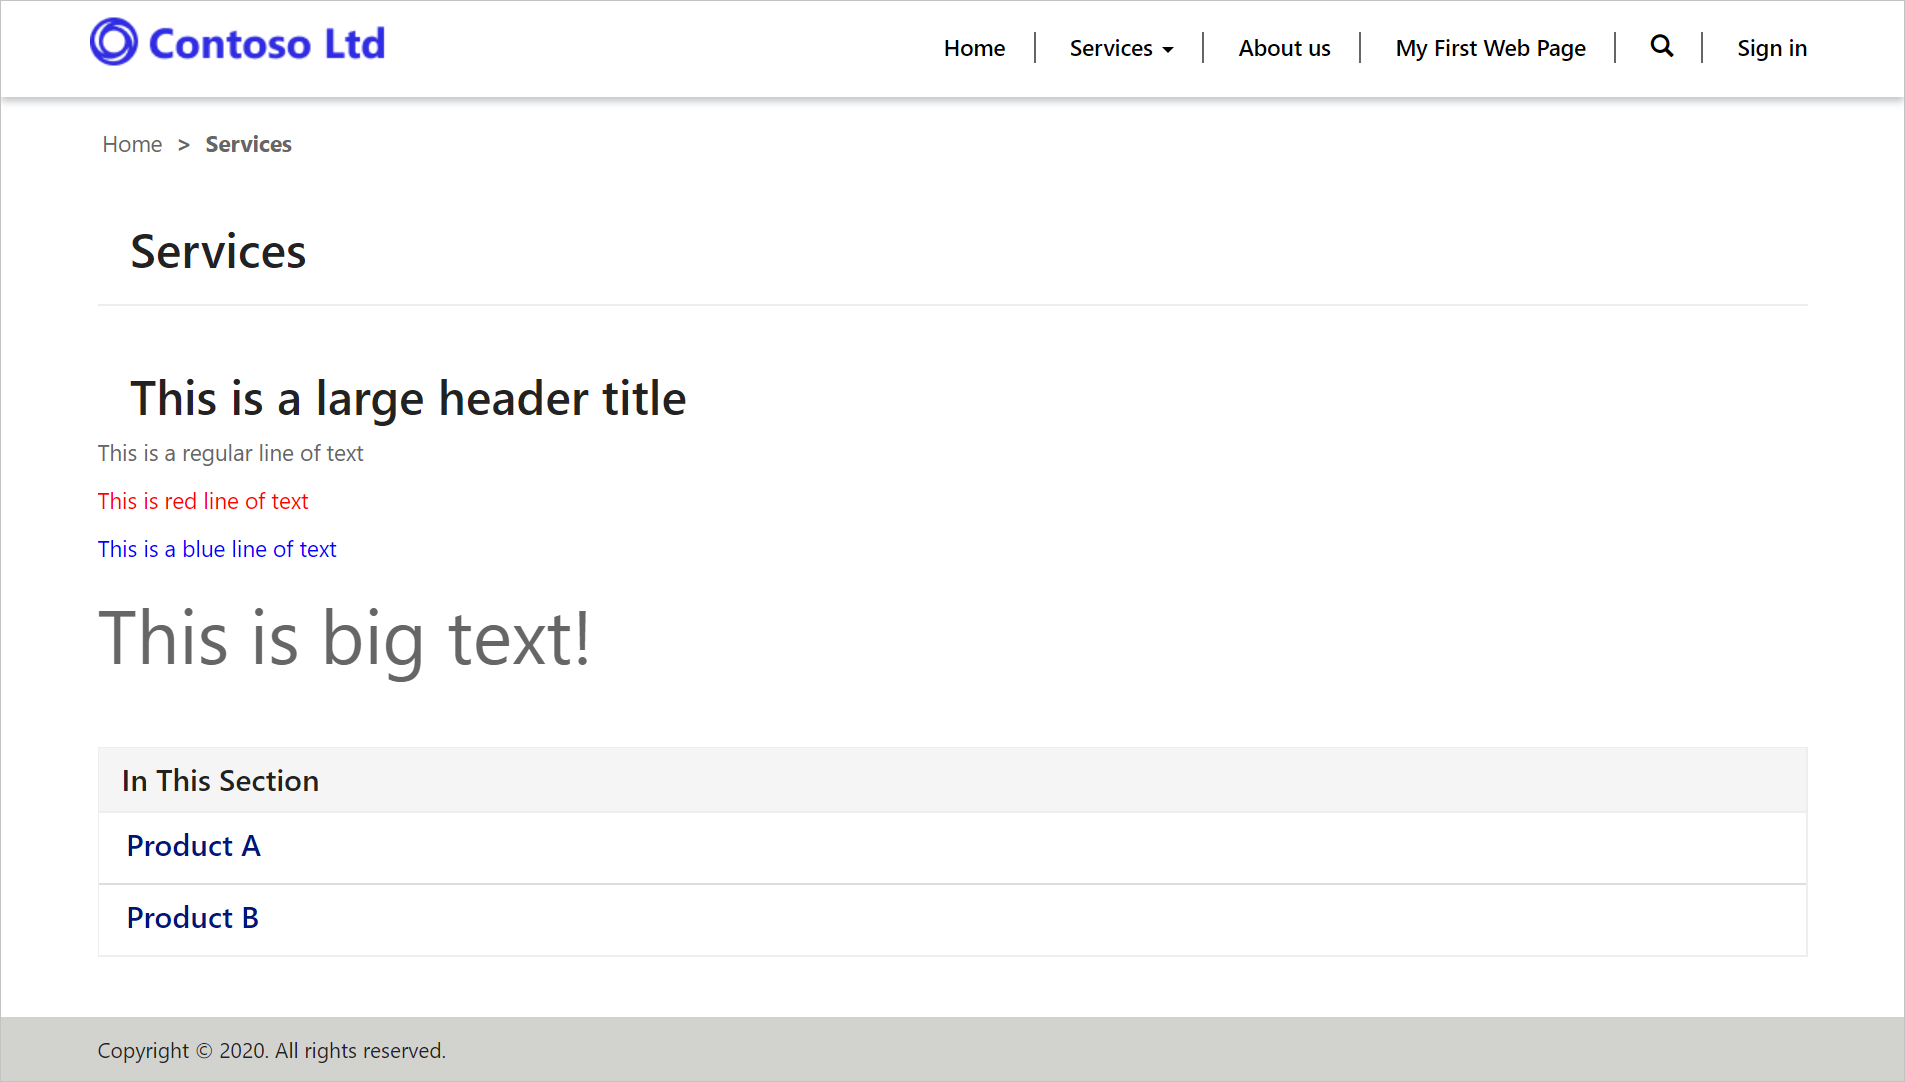 Contoso Ltd
Home Services About us My First Web Page Sign in
Home > Services
Services
This is a large header title
This is a regular line of text
This is red line of text
This is a blue line of text
This is big text!
In This Section
Product A
Product B
Copyright © 2020. All rights reserved.